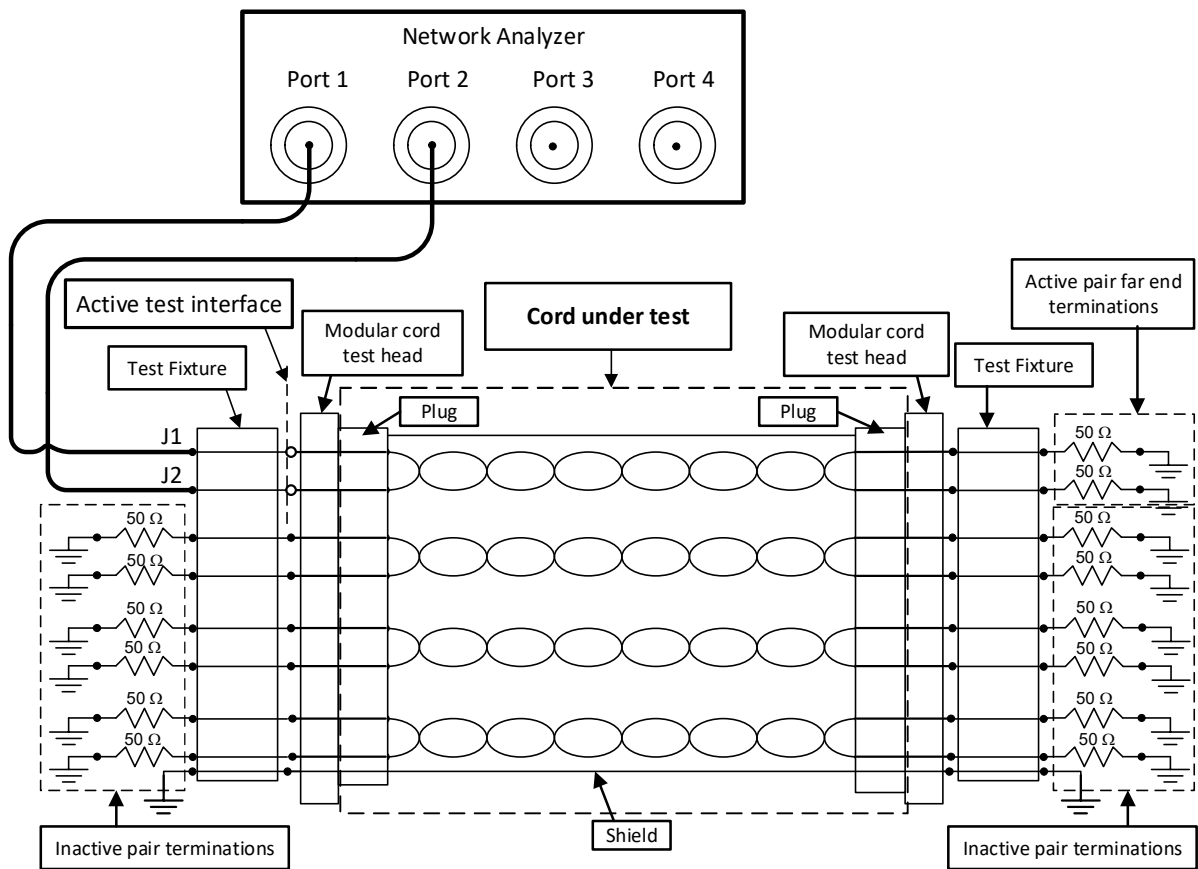 Network Analyzer
Port 1
Port 2
Port 3
Port 4
Active test interface
Test Fixture
Modular cord
test head
Cord under test
Modular cord
test head
Test Fixture
Active pair far end
terminations
Plug
Plug
J1
J2
50 Ω
50 Ω
50 Ω
50 Ω
50 Ω
50 Ω
50 Ω
50 Ω
50 Ω
50 Ω
50 Ω
50 Ω
50 Ω
50 Ω
Inactive pair terminations
Shield
Inactive pair terminations